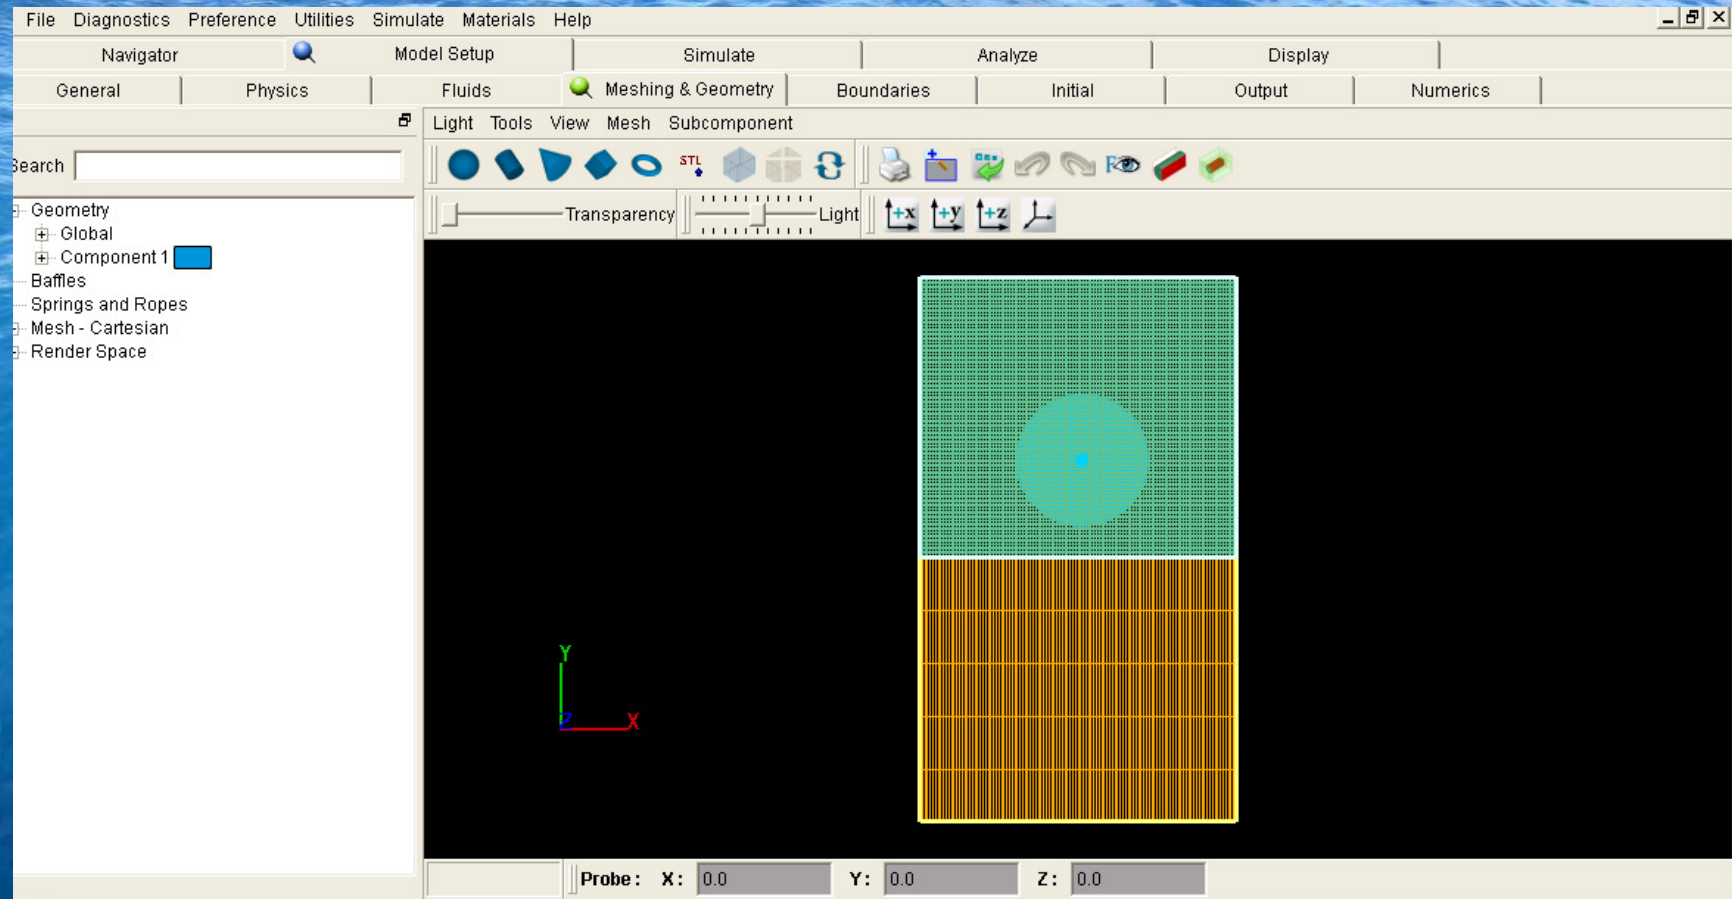 File Diagnostics Preference Utilities Simulate Materials Help
Navigator Model Setup Simulate Analyze Display
General Physics Fluids Meshing & Geometry Boundaries Initial Output Numerics
Light Tools View Mesh Subcomponent
Search
STL
F
Transparency Light +x +y +z
Geometry
Global
Component 1
Baffles
Springs and Ropes
Mesh - Cartesian
Render Space
Y
Z X
Probe: X: 0.0 Y: 0.0 Z: 0.0